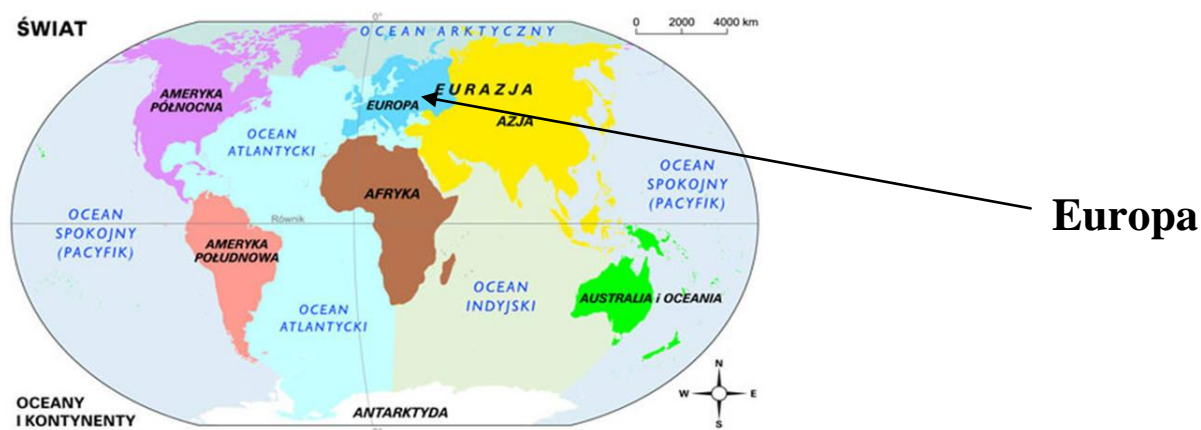 ŚWIAT
0°
0 2000 4000 km
OCEAN ARKTYCZNY
AMERYKA
PÓŁNOCNA
EURAZJA
EUROPA
AZJA
OCEAN
ATLANTYCKI
OCEAN
SPOKOJNY
(PACYFIK)
AFRYKA
Europa
OCEAN
SPOKOJNY
(PACYFIK)
Równik
AMERYKA
POŁUDNOWA
OCEAN
INDYJSKI
AUSTRALIA i OCEANIA
OCEAN
ATLANTYCKI
N
W E
S
OCEANY
I KONTYNENTY
ANTARKTYDA